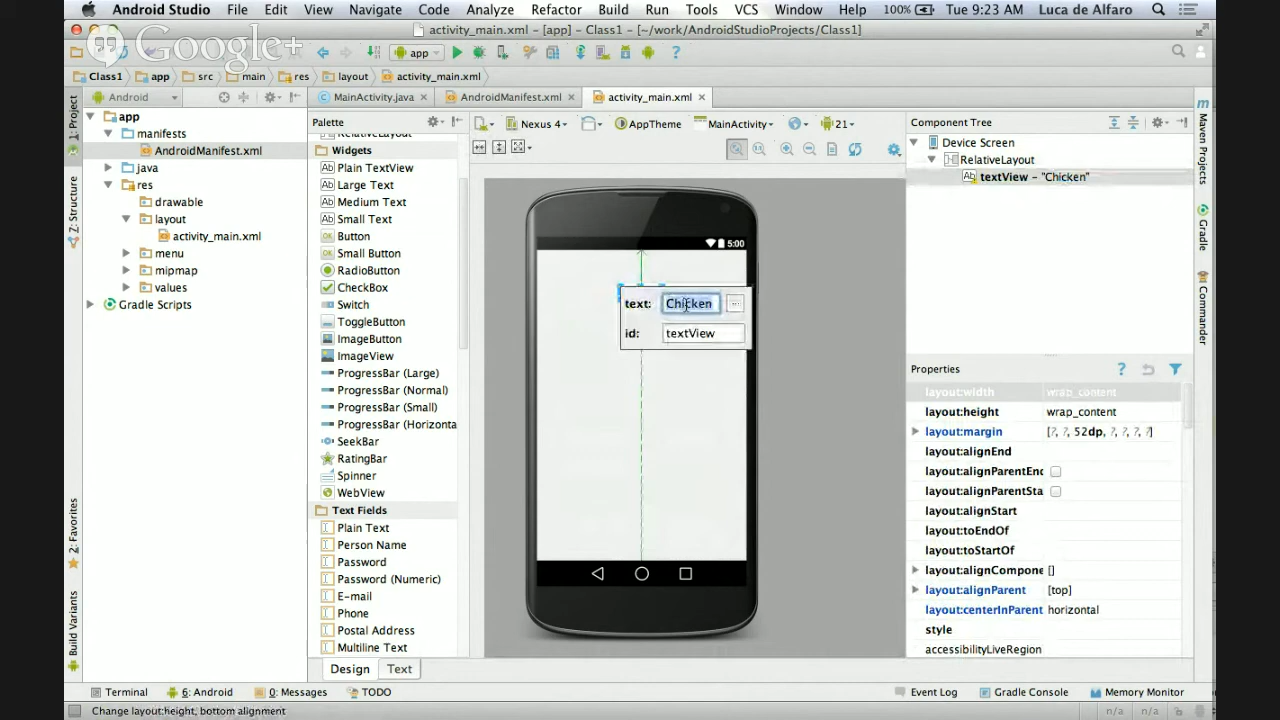 Android Studio File Edit View Navigate Code Analyze Refactor Build Run Tools VCS Window Help 100% Tue 9:23 AM Luca de Alfaro
activity_main.xml - [app] - Class1 - [~/work/AndroidStudioProjects/Class1]
Google+
app
Class1 app src main res layout activity_main.xml
1: Project
Z: Structure
2: Favorites
Build Variants
Android
app
manifests
AndroidManifest.xml
java
res
drawable
layout
activity_main.xml
menu
mipmap
values
Gradle Scripts
MainActivity.java AndroidManifest.xml activity_main.xml
Palette
RelativeLayout
Widgets
Plain TextView
Large Text
Medium Text
Small Text
Button
Small Button
RadioButton
CheckBox
Switch
ToggleButton
ImageButton
ImageView
ProgressBar (Large)
ProgressBar (Normal)
ProgressBar (Small)
ProgressBar (Horizonta
SeekBar
RatingBar
Spinner
WebView
Text Fields
Plain Text
Person Name
Password
Password (Numeric)
E-mail
Phone
Postal Address
Multiline Text
Design Text
Nexus 4 AppTheme MainActivity 21
5:00
text: Chicken
id: textView
Component Tree
Device Screen
RelativeLayout
Ab textView - "Chicken"
Properties
layout:width wrap_content
layout:height wrap_content
layout:margin [?, ?, 52dp, ?, ?, ?, ?]
layout:alignEnd
layout:alignParentEnd
layout:alignParentSta
layout:alignStart
layout:toEndOf
layout:toStartOf
layout:alignCompone []
layout:alignParent [top]
layout:centerInParent horizontal
style
accessibilityLiveRegion
Maven Projects
Gradle
Commander
Terminal 6: Android 0: Messages TODO Event Log Gradle Console Memory Monitor
Change layout:height, bottom alignment n/a n/a